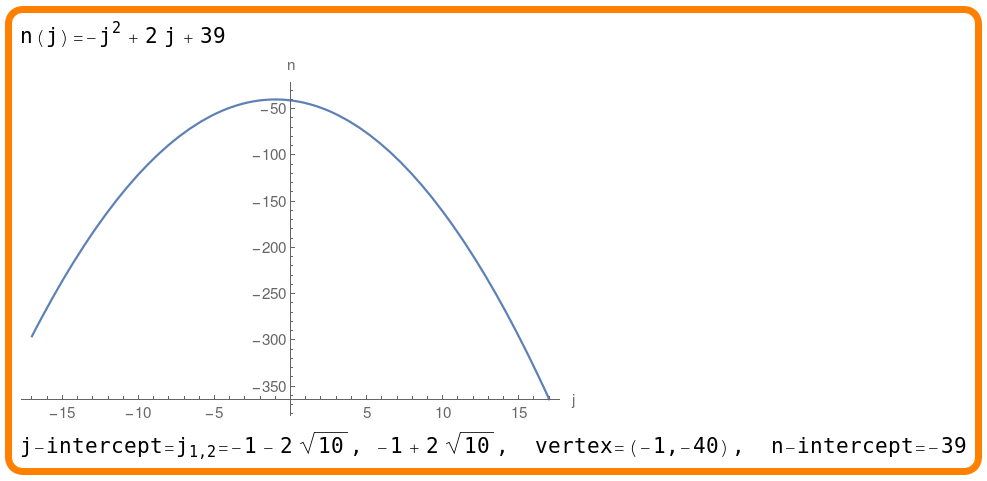 n(j)=-j² + 2 j + 39
n
-50
-100
-150
-200
-250
-300
-350
-15 -10 -5 5 10 15 j
j-intercept=j₁,₂=-1 - 2 √10 , -1 + 2 √10 , vertex=(-1,-40), n-intercept=-39